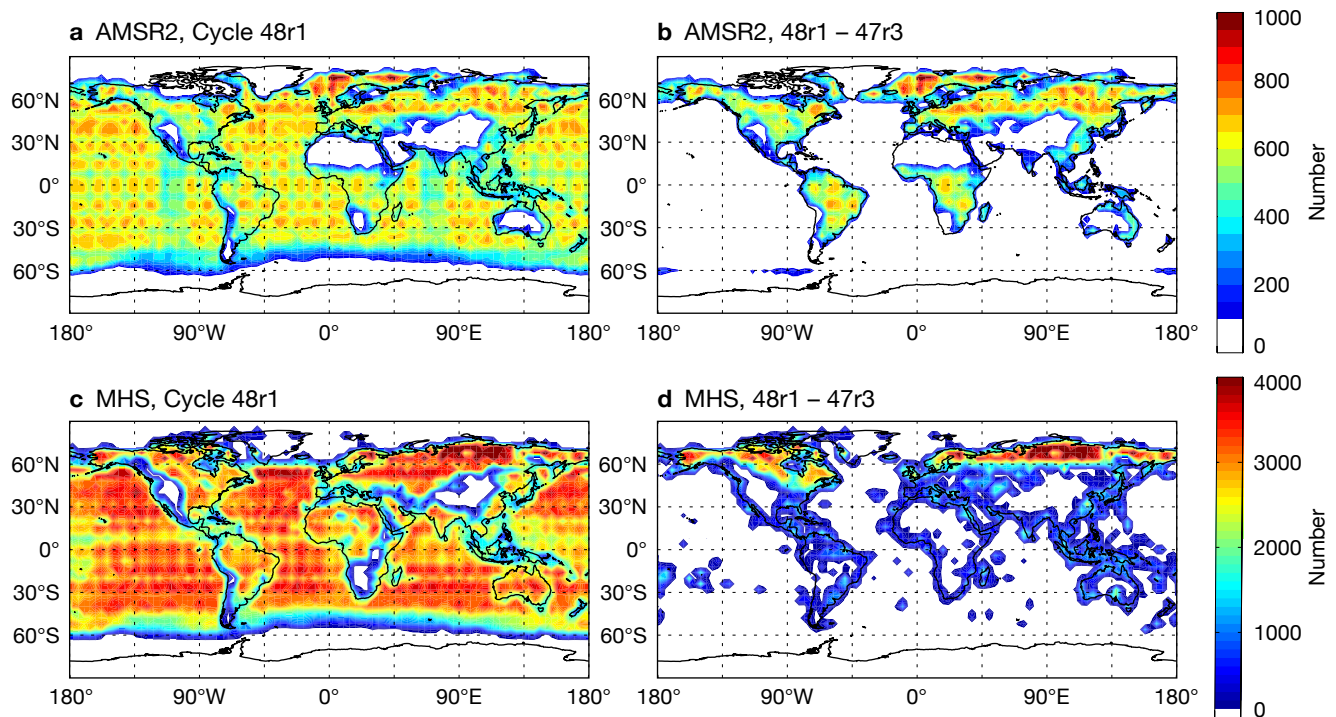 a AMSR2, Cycle 48r1
b AMSR2, 48r1 – 47r3
60°N
30°N
0°
30°S
60°S
180°
90°W
0°
90°E
180°
60°N
30°N
0°
30°S
60°S
180°
90°W
0°
90°E
180°
1000
800
600
400
200
0
Number
c MHS, Cycle 48r1
d MHS, 48r1 – 47r3
60°N
30°N
0°
30°S
60°S
180°
90°W
0°
90°E
180°
60°N
30°N
0°
30°S
60°S
180°
90°W
0°
90°E
180°
4000
3000
2000
1000
0
Number